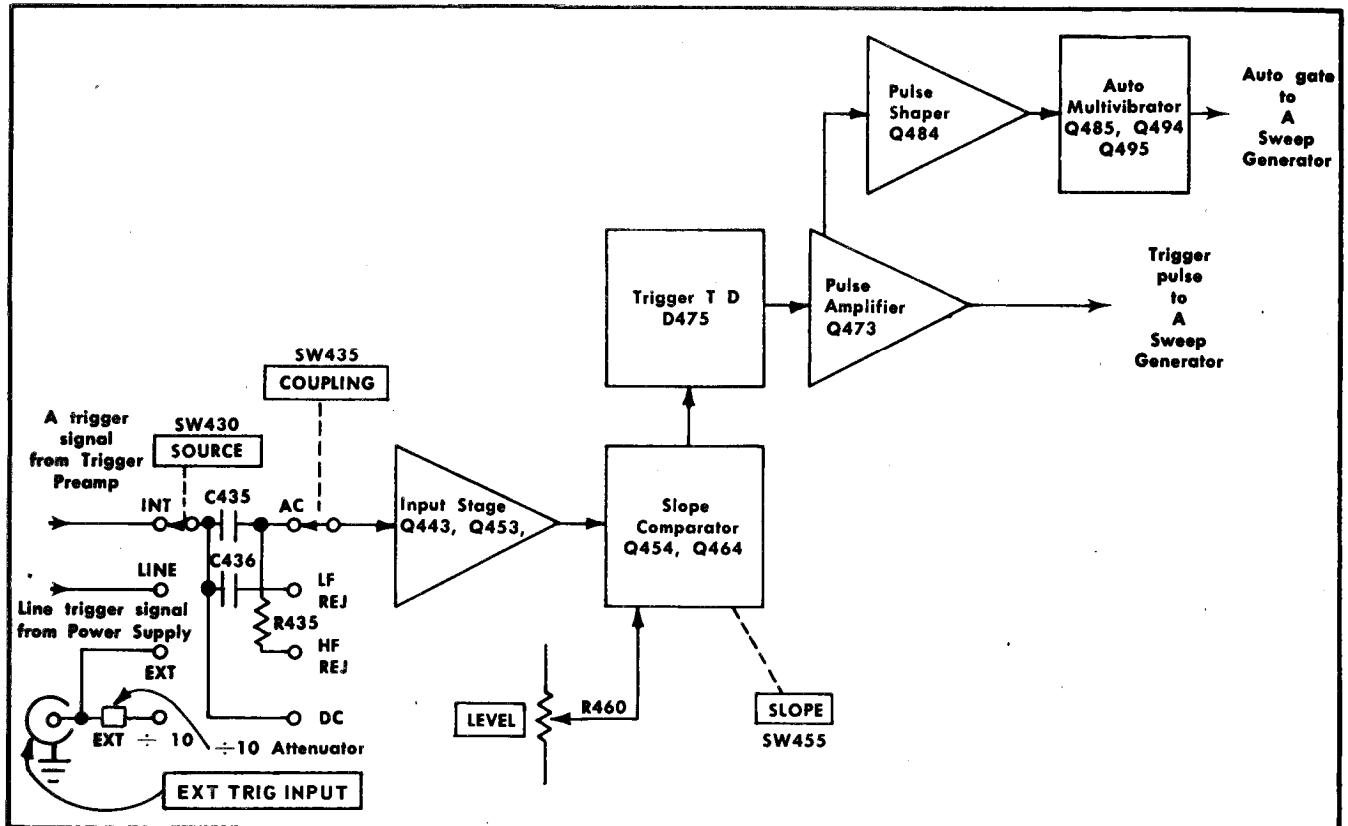 Pulse
Shaper
Q484
Auto
Multivibrator
Q485, Q494
Q495
Auto gate
to
A
Sweep
Generator
Trigger T D
D475
Pulse
Amplifier
Q473
Trigger
pulse
to
A
Sweep
Generator
SW435
COUPLING
A trigger
signal
from Trigger
Preamp
SW430
SOURCE
INT
C435
AC
Input Stage
Q443, Q453,
Slope
Comparator
Q454, Q464
LINE
C436
LF
REJ
Line trigger signal
from Power Supply
R435
HF
REJ
EXT
DC
EXT ÷ 10
÷10 Attenuator
EXT TRIG INPUT
LEVEL
R460
SLOPE
SW455